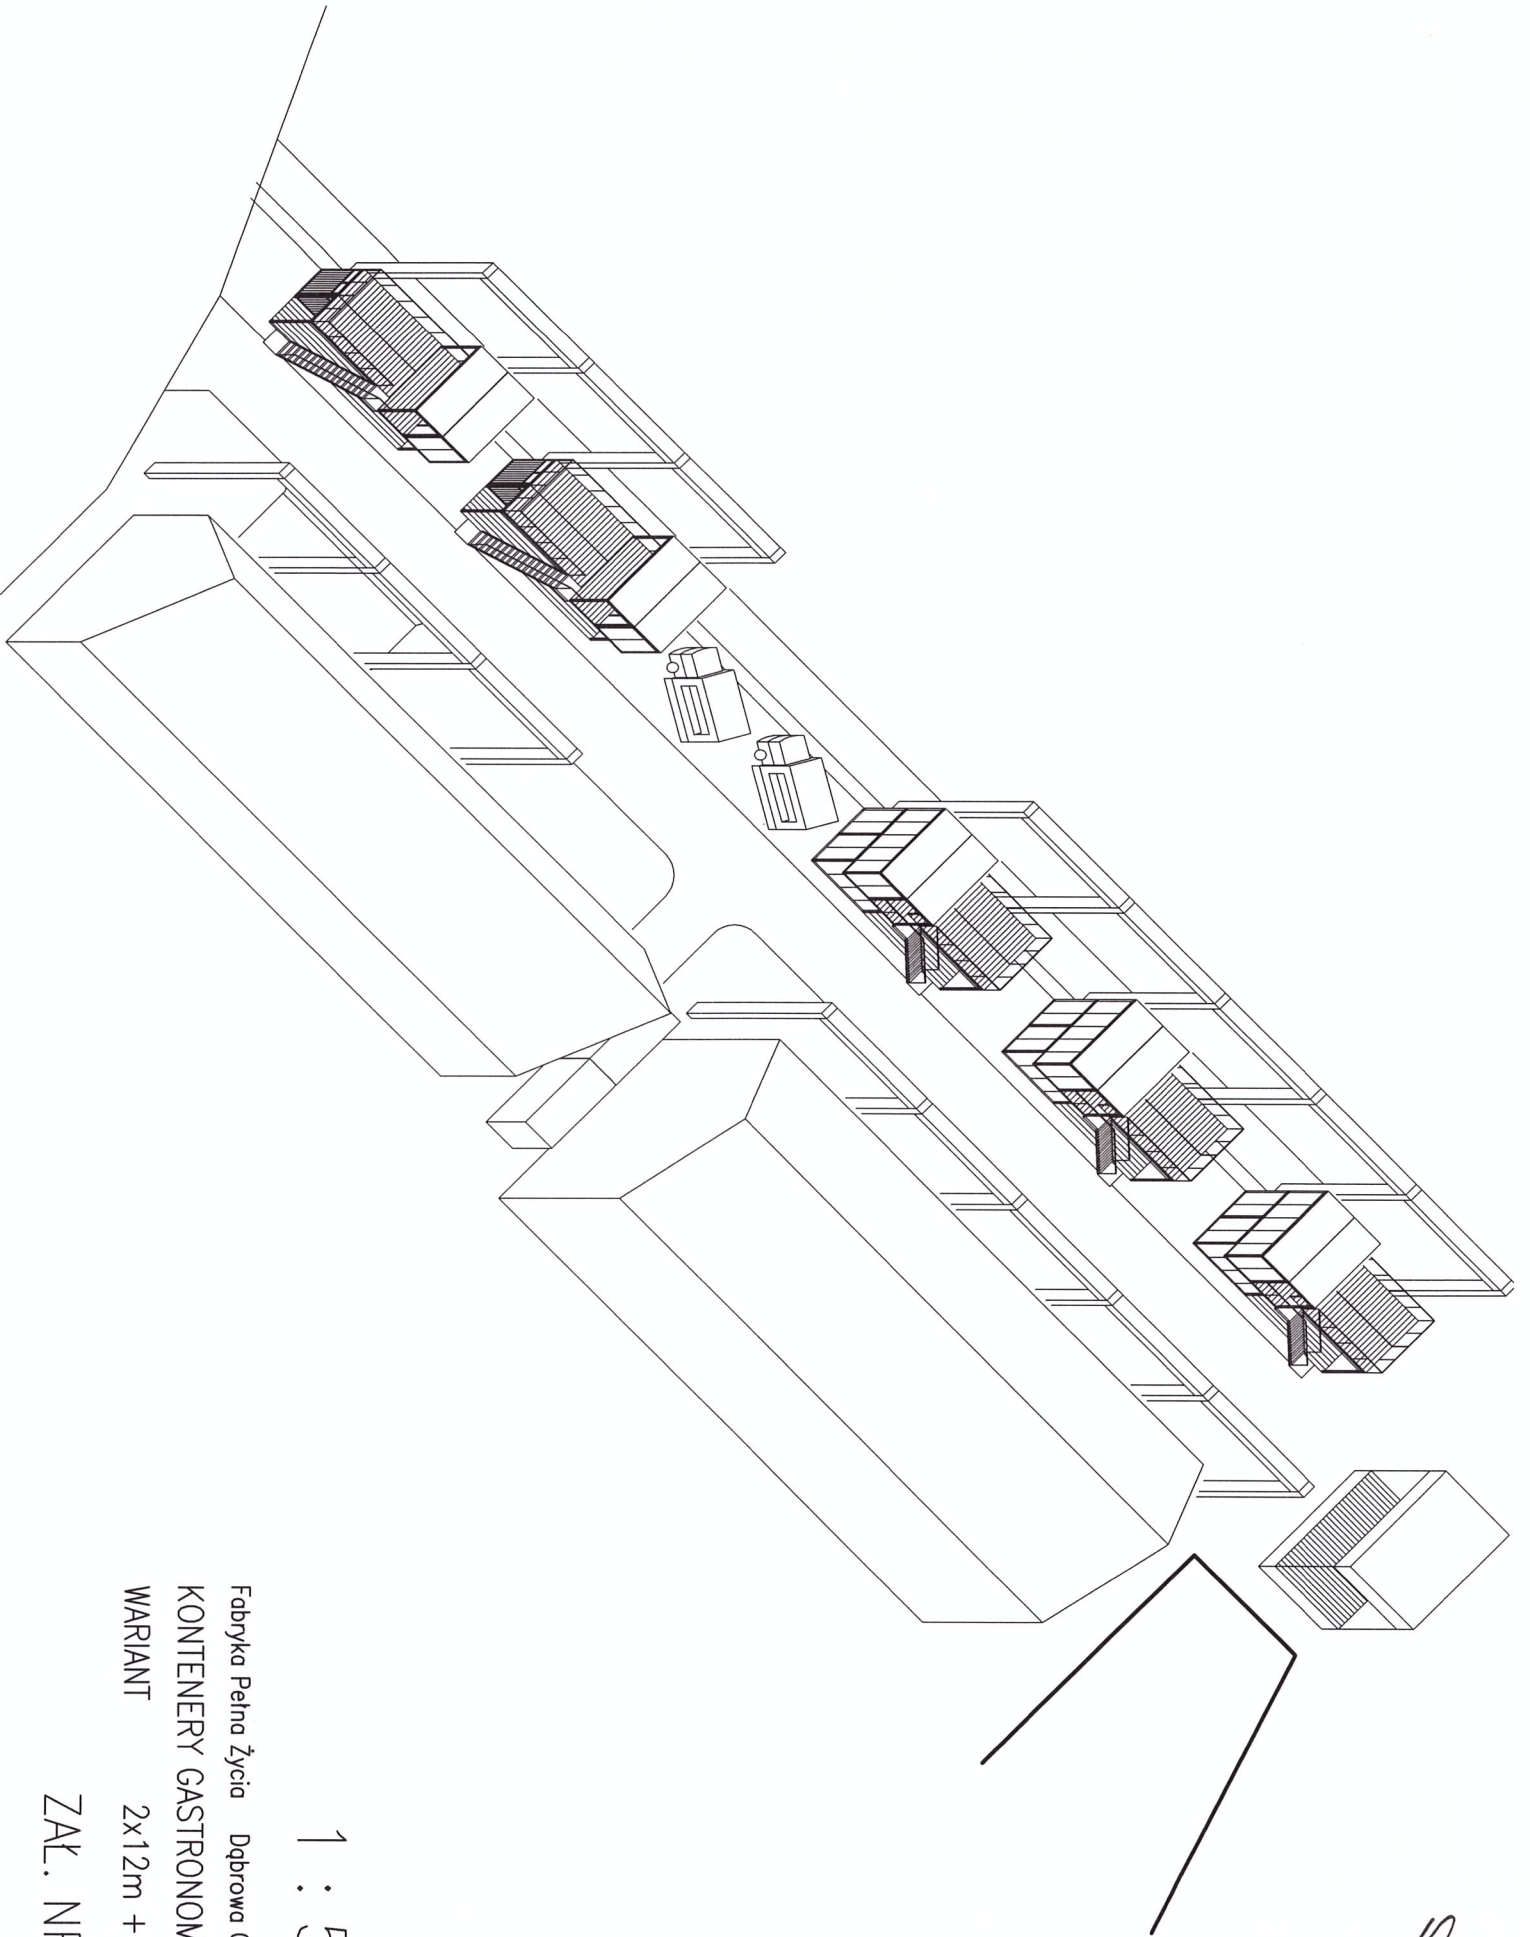 1 : 5
Fabryka Pełna Życia Dąbrowa
KONTENERY GASTRONOM
WARIANT 2x12m +
ZAŁ. NR